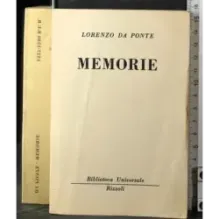 LORENZO DA PONTE
MEMORIE
Biblioteca Universale
Rizzoli